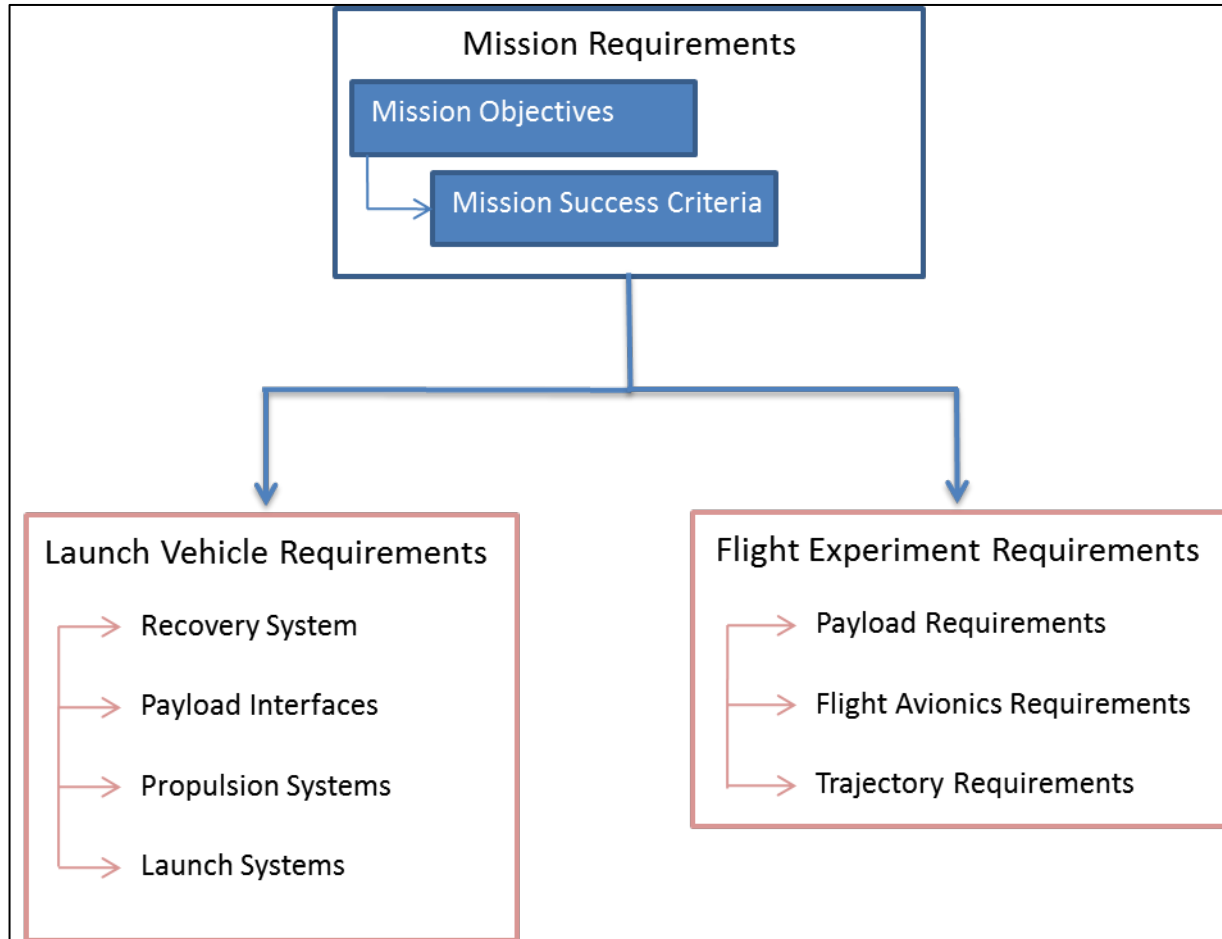 Mission Requirements
Mission Objectives
Mission Success Criteria
Launch Vehicle Requirements
Recovery System
Payload Interfaces
Propulsion Systems
Launch Systems
Flight Experiment Requirements
Payload Requirements
Flight Avionics Requirements
Trajectory Requirements